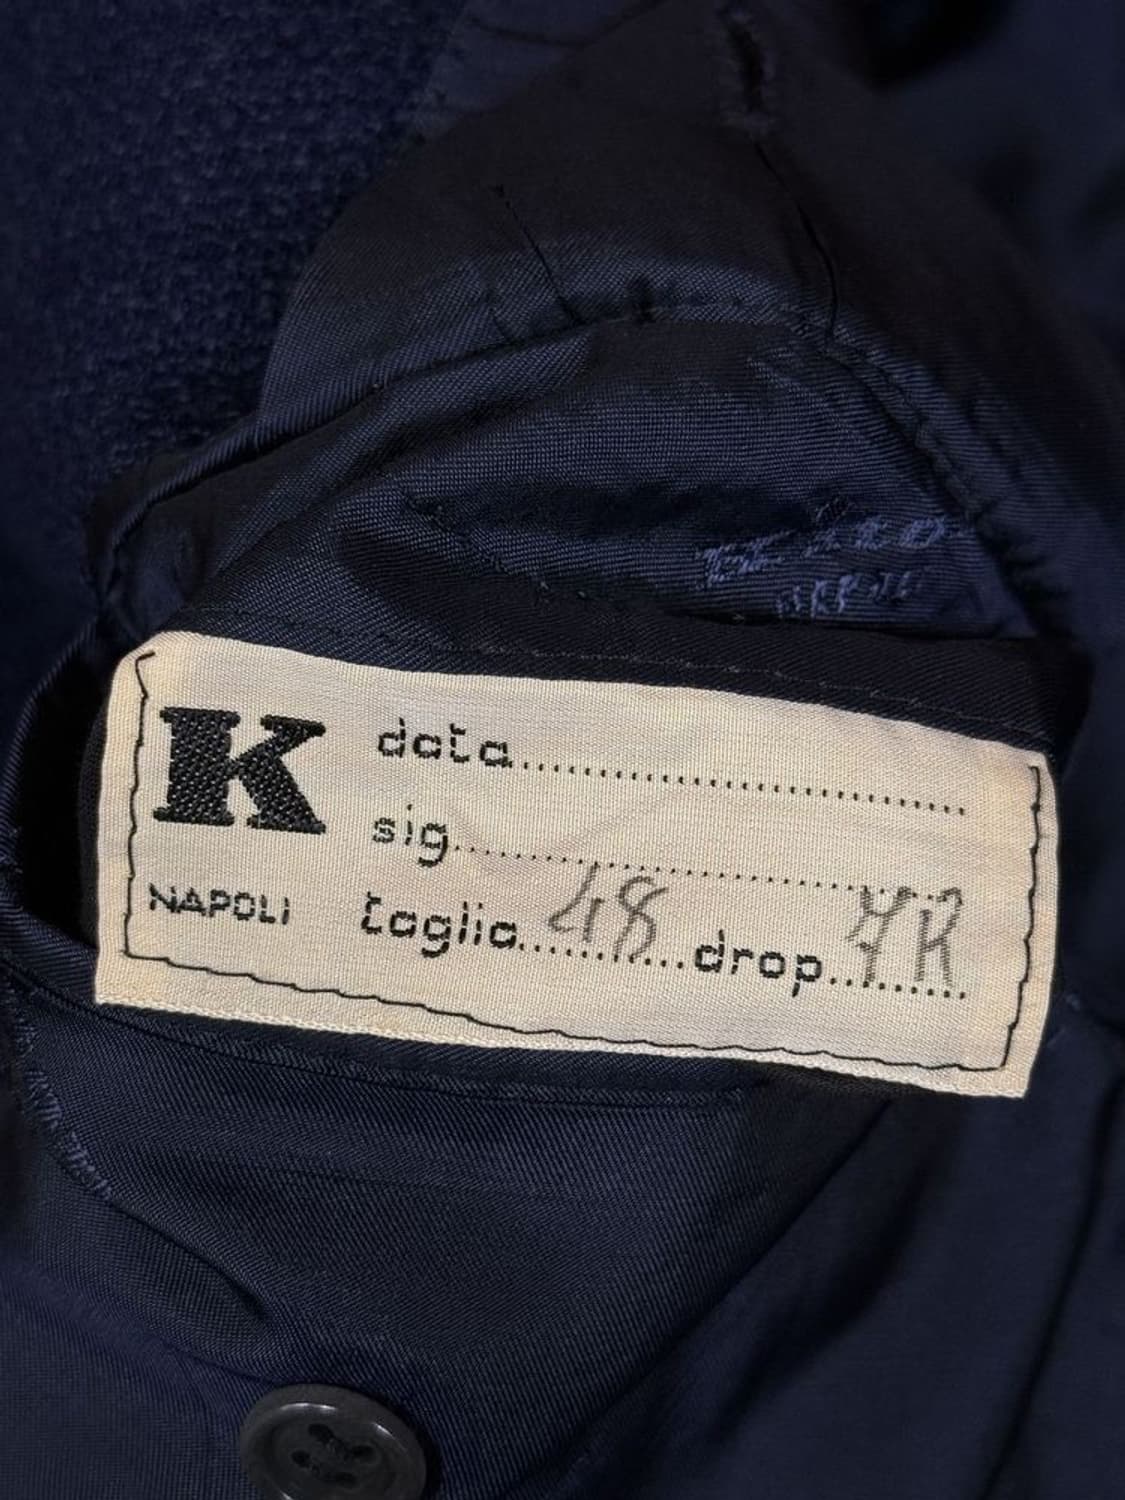 K
NAPOLI
data....................
sig....................
taglia....48....drop..7R